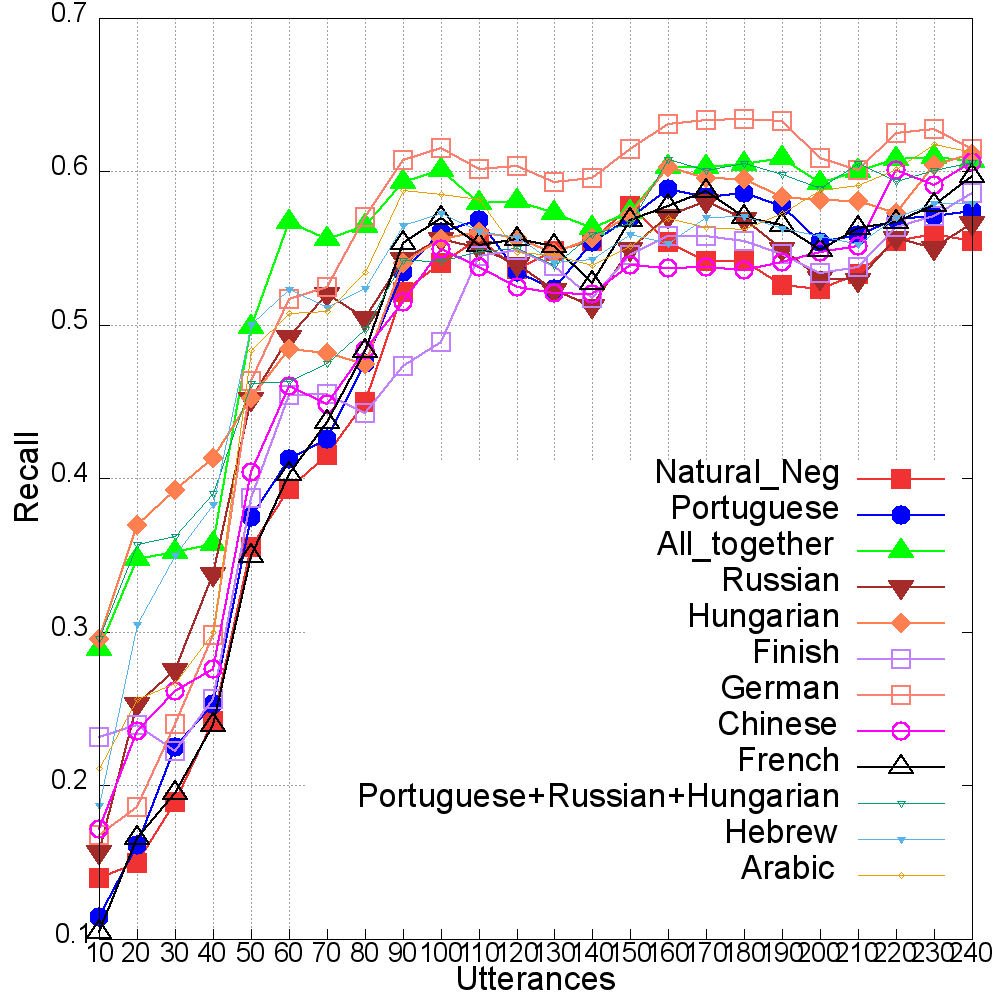 0.7
0.6
0.5
0.4
0.3
0.2
0.1
Recall
Natural_Neg
Portuguese
All_together
Russian
Hungarian
Finish
German
Chinese
French
Portuguese+Russian+Hungarian
Hebrew
Arabic
10 20 30 40 50 60 70 80 90 100 110 120 130 140 150 160 170 180 190 200 210 220 230 240
Utterances